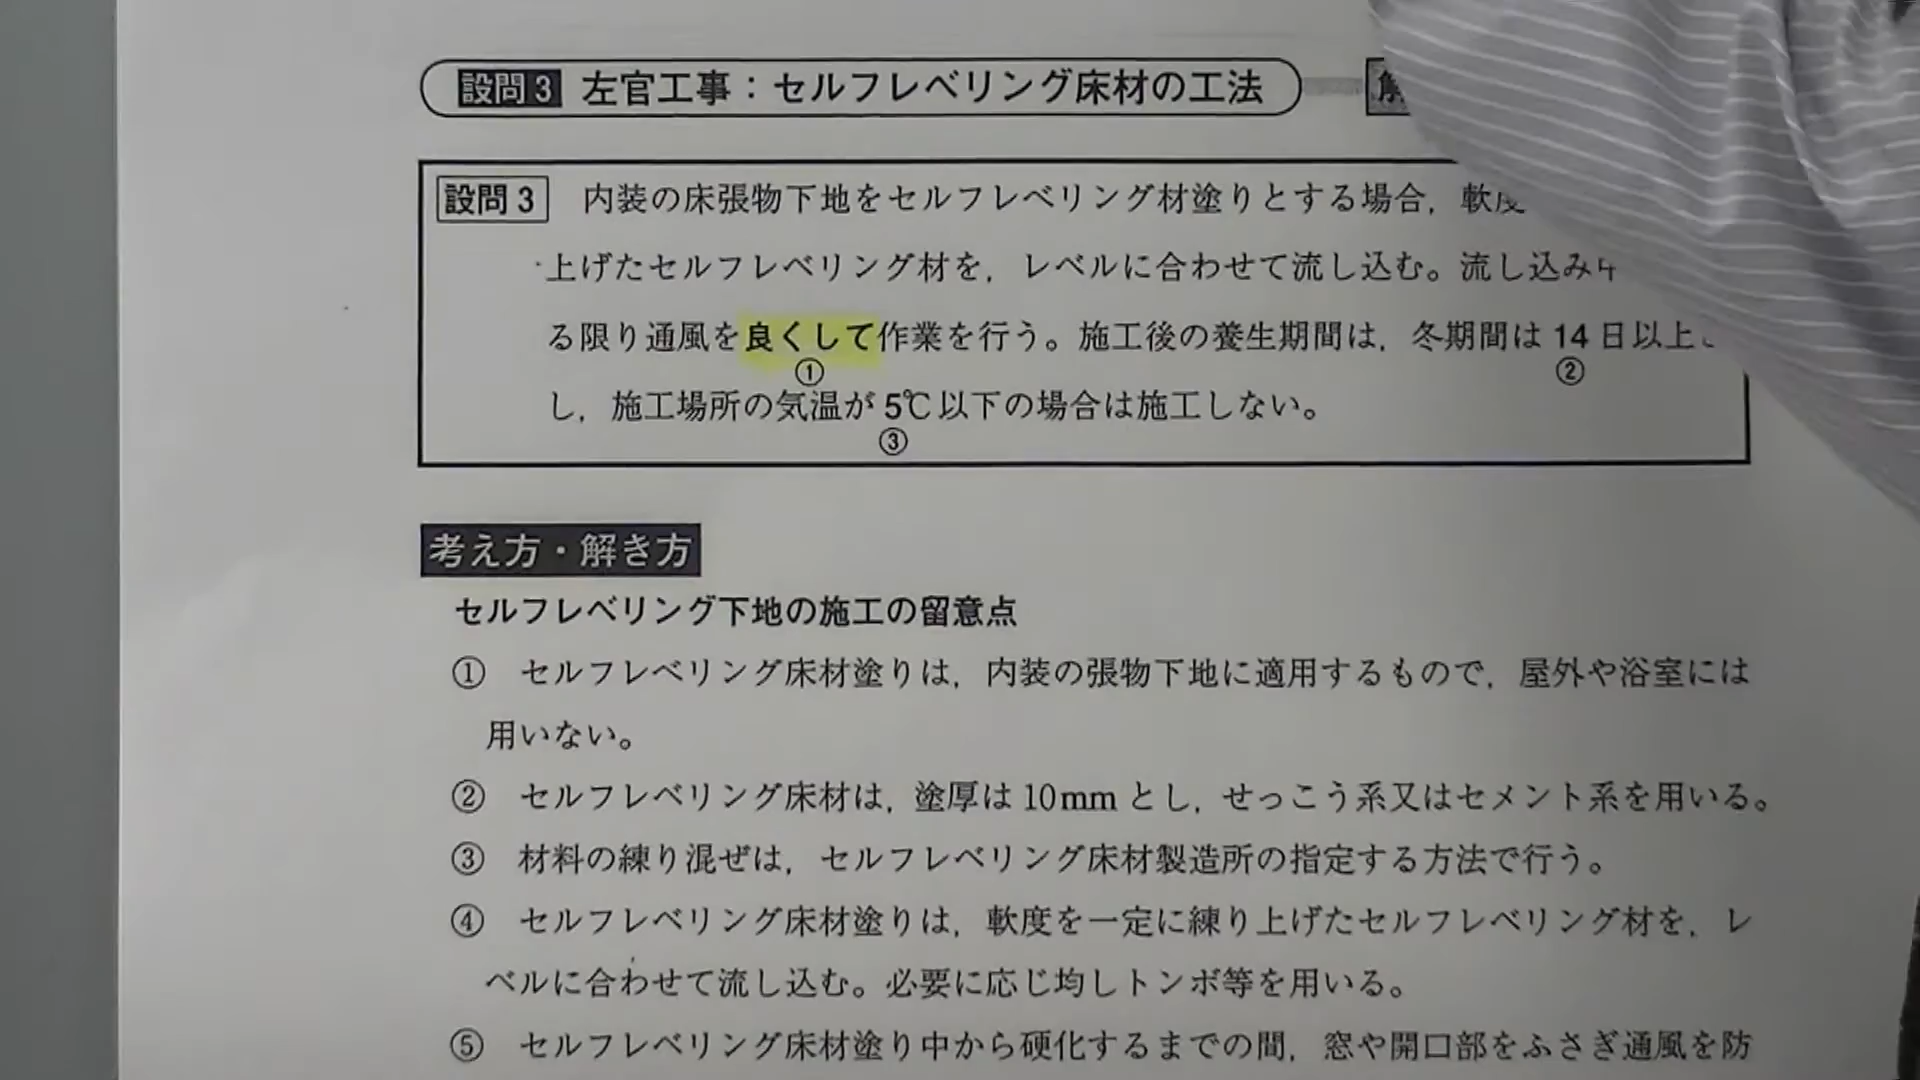 設問3 左官工事：セルフレベリング床材の工法
設問3 内装の床張物下地をセルフレベリング材塗りとする場合，軟度
上げたセルフレベリング材を，レベルに合わせて流し込む。流し込み
る限り通風を良くして作業を行う。施工後の養生期間は，冬期間は14日以上
①
②
し，施工場所の気温が5℃以下の場合は施工しない。
③
考え方・解き方
セルフレベリング下地の施工の留意点
① セルフレベリング床材塗りは，内装の張物下地に適用するもので，屋外や浴室には
用いない。
② セルフレベリング床材は，塗厚は10mmとし，せっこう系又はセメント系を用いる。
③ 材料の練り混ぜは，セルフレベリング床材製造所の指定する方法で行う。
④ セルフレベリング床材塗りは，軟度を一定に練り上げたセルフレベリング材を，レ
ベルに合わせて流し込む。必要に応じ均しトンボ等を用いる。
⑤ セルフレベリング床材塗り中から硬化するまでの間，窓や開口部をふさぎ通風を防